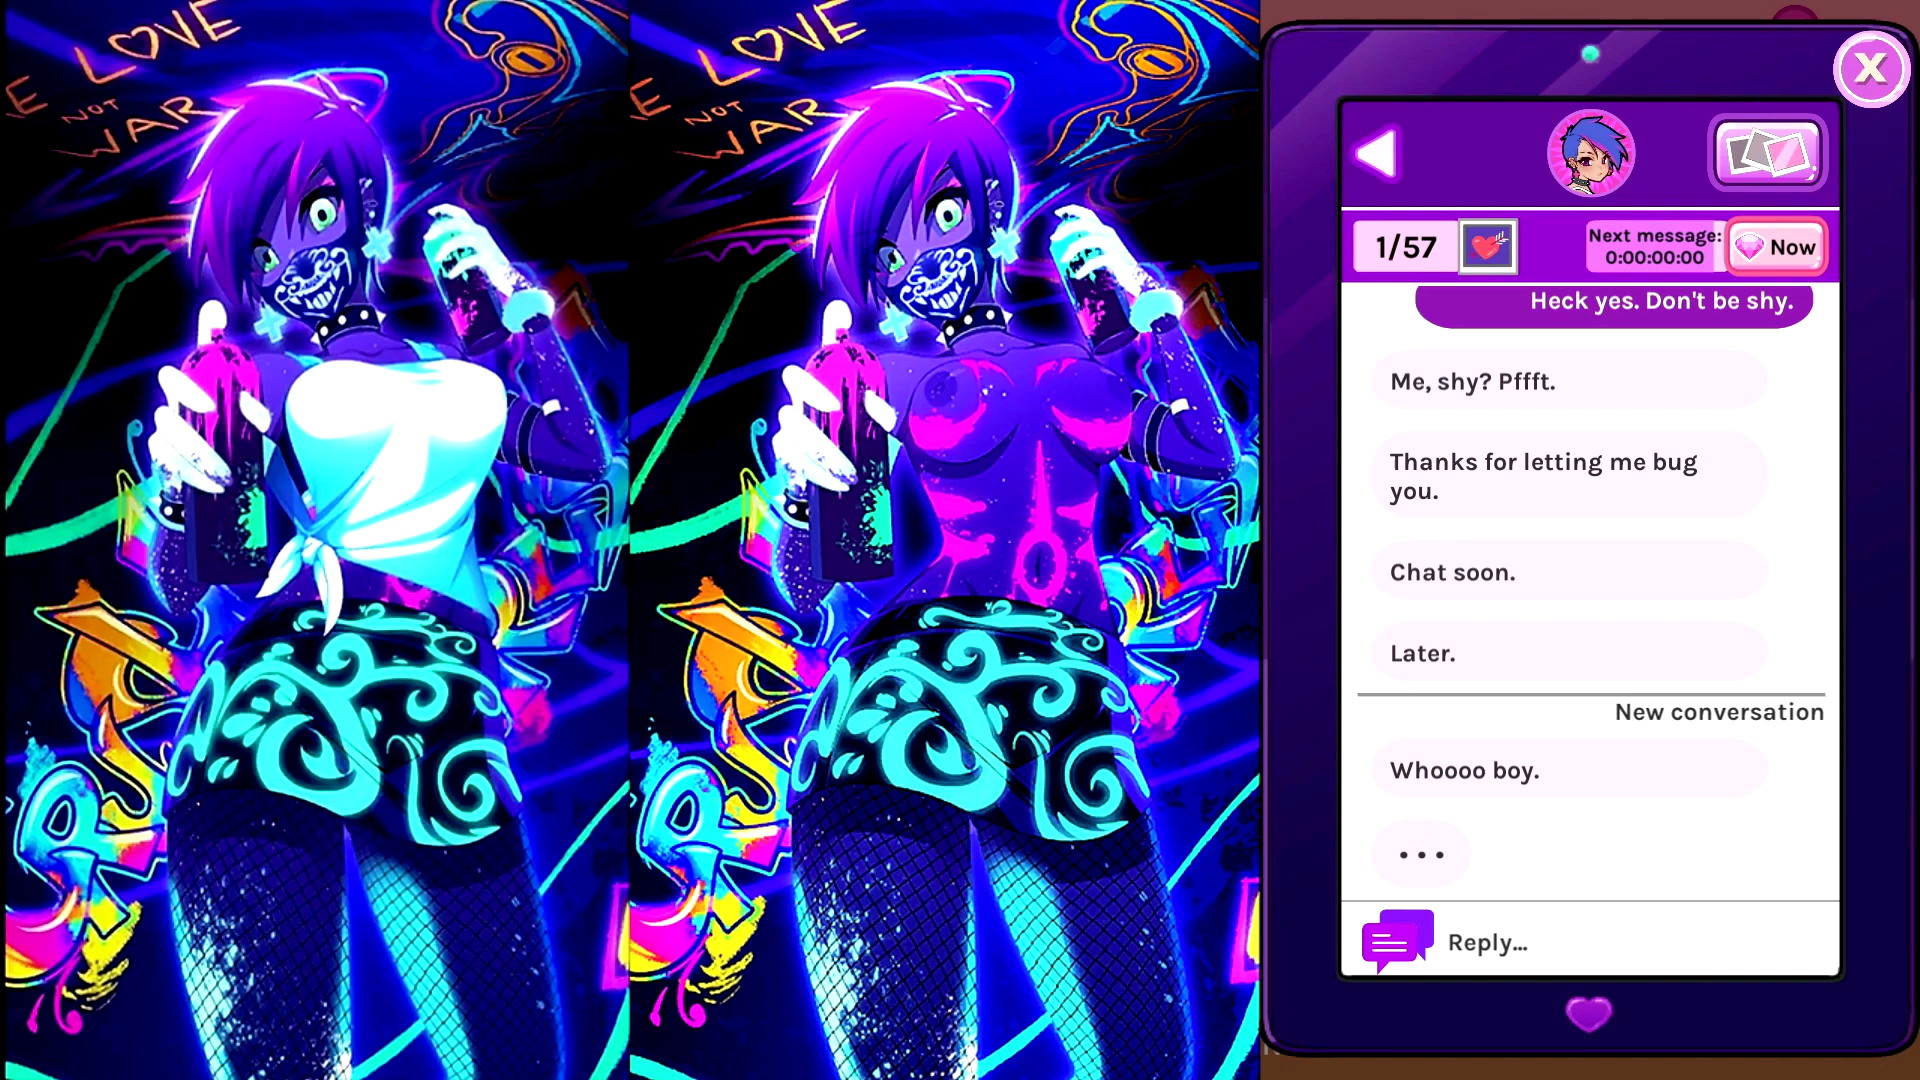 LOVE
E NOT
WAR
LOVE
E NOT
WAR
1/57
Next message:
0:00:00:00
Now
Heck yes. Don't be shy.
Me, shy? Pffft.
Thanks for letting me bug
you.
Chat soon.
Later.
New conversation
Whoooo boy.
...
Reply...